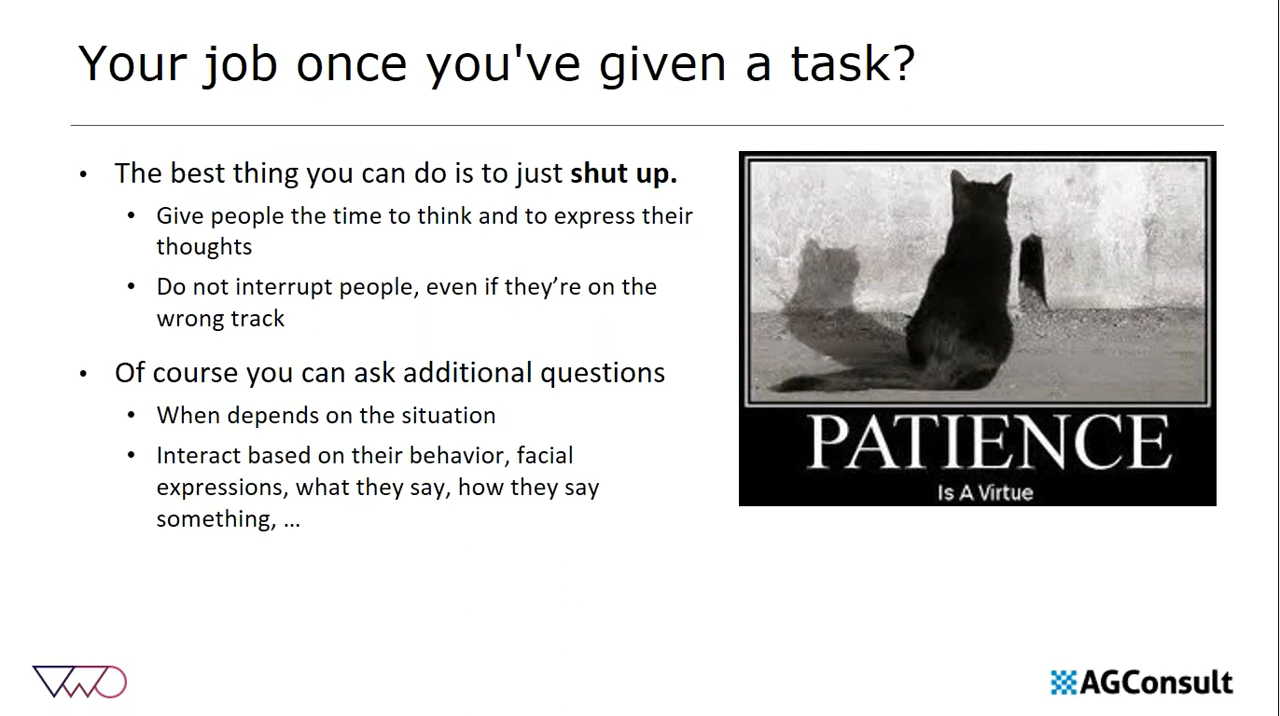 Your job once you've given a task?
• The best thing you can do is to just shut up.
• Give people the time to think and to express their
thoughts
• Do not interrupt people, even if they’re on the
wrong track
• Of course you can ask additional questions
• When depends on the situation
• Interact based on their behavior, facial
expressions, what they say, how they say
something, …
PATIENCE
Is A Virtue
VWO
AGConsult